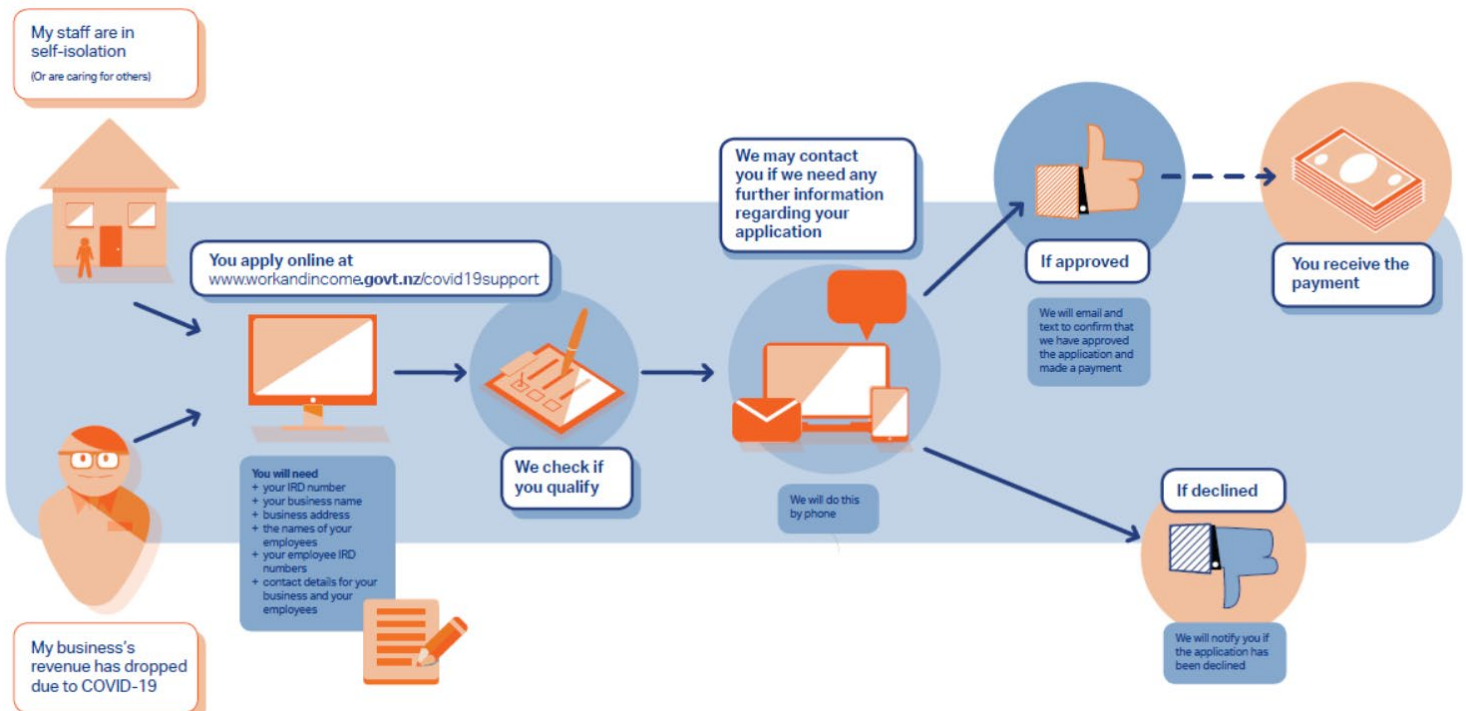 My staff are in
self-isolation
(Or are caring for others)
My business's
revenue has dropped
due to COVID-19
You apply online at
www.workandincome.govt.nz/covid19support
You will need
+ your IRD number
+ your business name
+ business address
+ the names of your
employees
+ your employee IRD
numbers
+ contact details for your
business and your
employees
We check if
you qualify
We may contact
you if we need any
further information
regarding your
application
We will do this
by phone
If approved
We will email and
text to confirm that
we have approved
the application and
made a payment
You receive the
payment
If declined
We will notify you if
the application has
been declined